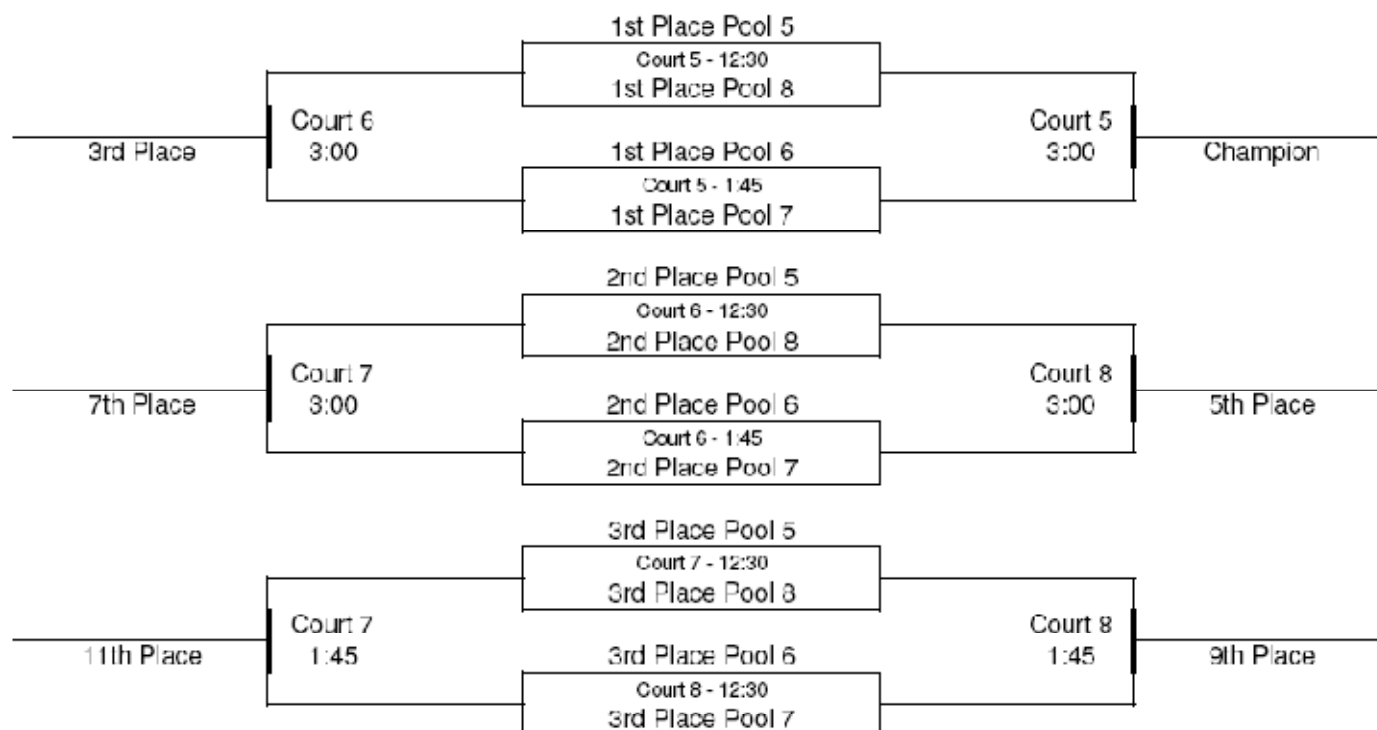 1st Place Pool 5
Court 5 - 12:30
1st Place Pool 8
Court 6
3:00
Court 5
3:00
3rd Place
1st Place Pool 6
Champion
Court 5 - 1:45
1st Place Pool 7
2nd Place Pool 5
Court 6 - 12:30
2nd Place Pool 8
Court 7
3:00
Court 8
3:00
7th Place
2nd Place Pool 6
5th Place
Court 6 - 1:45
2nd Place Pool 7
3rd Place Pool 5
Court 7 - 12:30
3rd Place Pool 8
Court 7
1:45
Court 8
1:45
11th Place
3rd Place Pool 6
9th Place
Court 8 - 12:30
3rd Place Pool 7